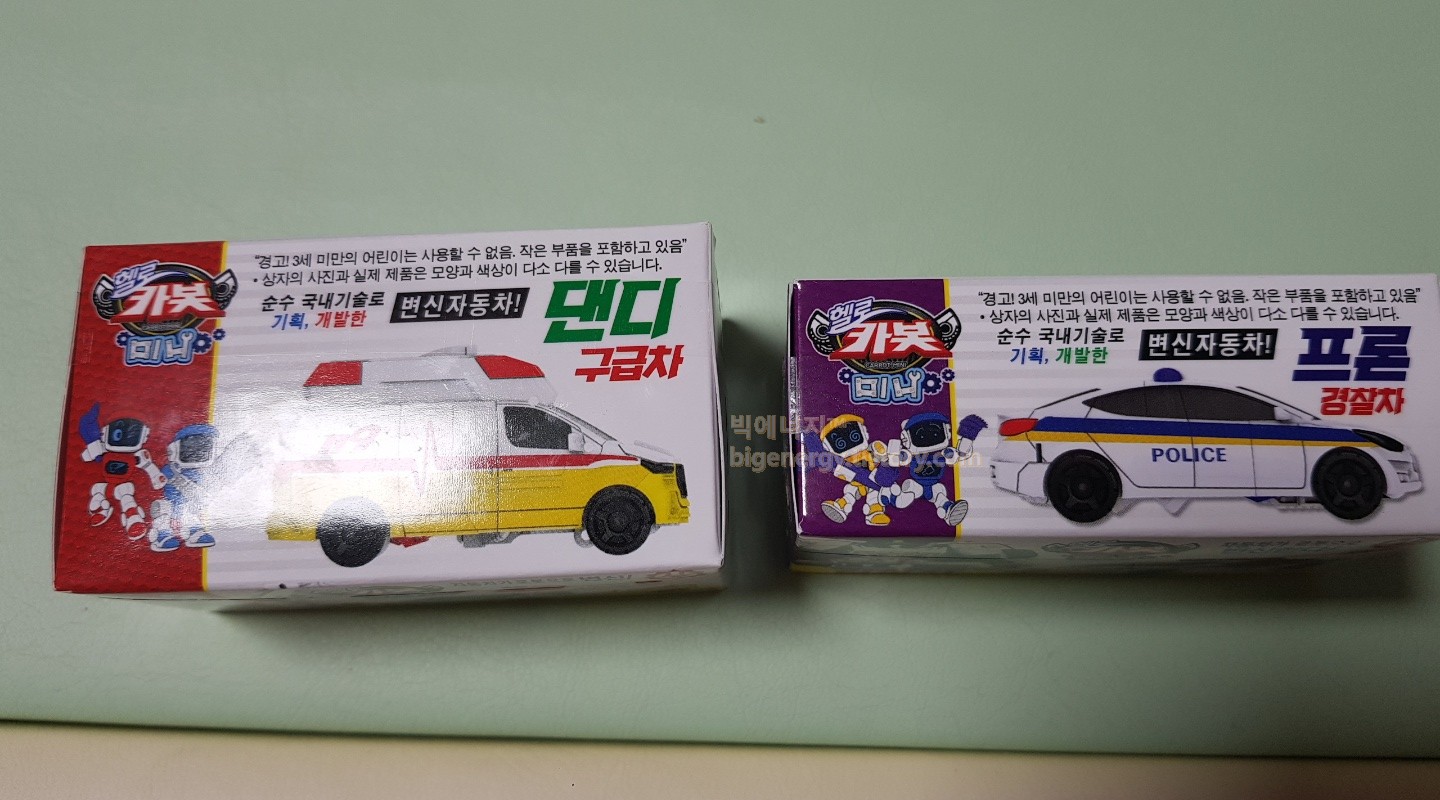 "경고! 3세 미만의 어린이는 사용할 수 없음. 작은 부품을 포함하고 있음"
• 상자의 사진과 실제 제품은 모양과 색상이 다소 다를 수 있습니다.
헬로
카봇
미니
순수 국내기술로
기획, 개발한
변신자동차!
댄디
구급차
"경고! 3세 미만의 어린이는 사용할 수 없음. 작은 부품을 포함하고 있음"
• 상자의 사진과 실제 제품은 모양과 색상이 다소 다를 수 있습니다.
헬로
카봇
미니
순수 국내기술로
기획, 개발한
변신자동차!
프론
경찰차
POLICE